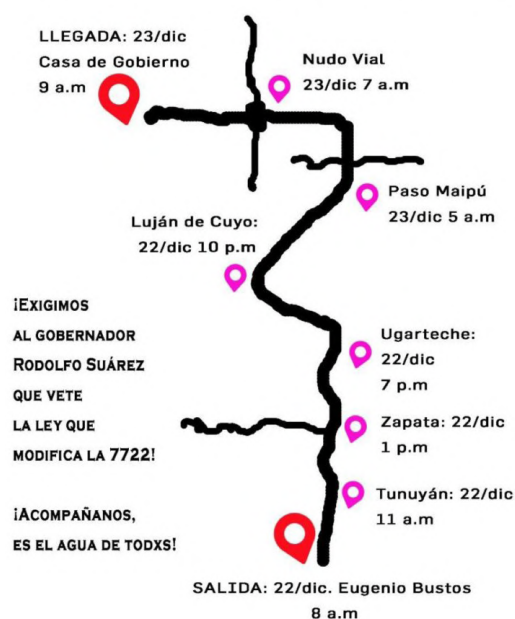 LLEGADA: 23/dic
Casa de Gobierno
9 a.m
Nudo Vial
23/dic 7 a.m
Paso Maipú
23/dic 5 a.m
Luján de Cuyo:
22/dic 10 p.m
¡EXIGIMOS
AL GOBERNADOR
RODOLFO SUÁREZ
QUE VETE
LA LEY QUE
MODIFICA LA 7722!
¡ACOMPAÑANOS,
ES EL AGUA DE TODXS!
Ugarteche:
22/dic
7 p.m
Zapata: 22/dic
1 p.m
Tunuyán: 22/dic
11 a.m
SALIDA: 22/dic. Eugenio Bustos
8 a.m